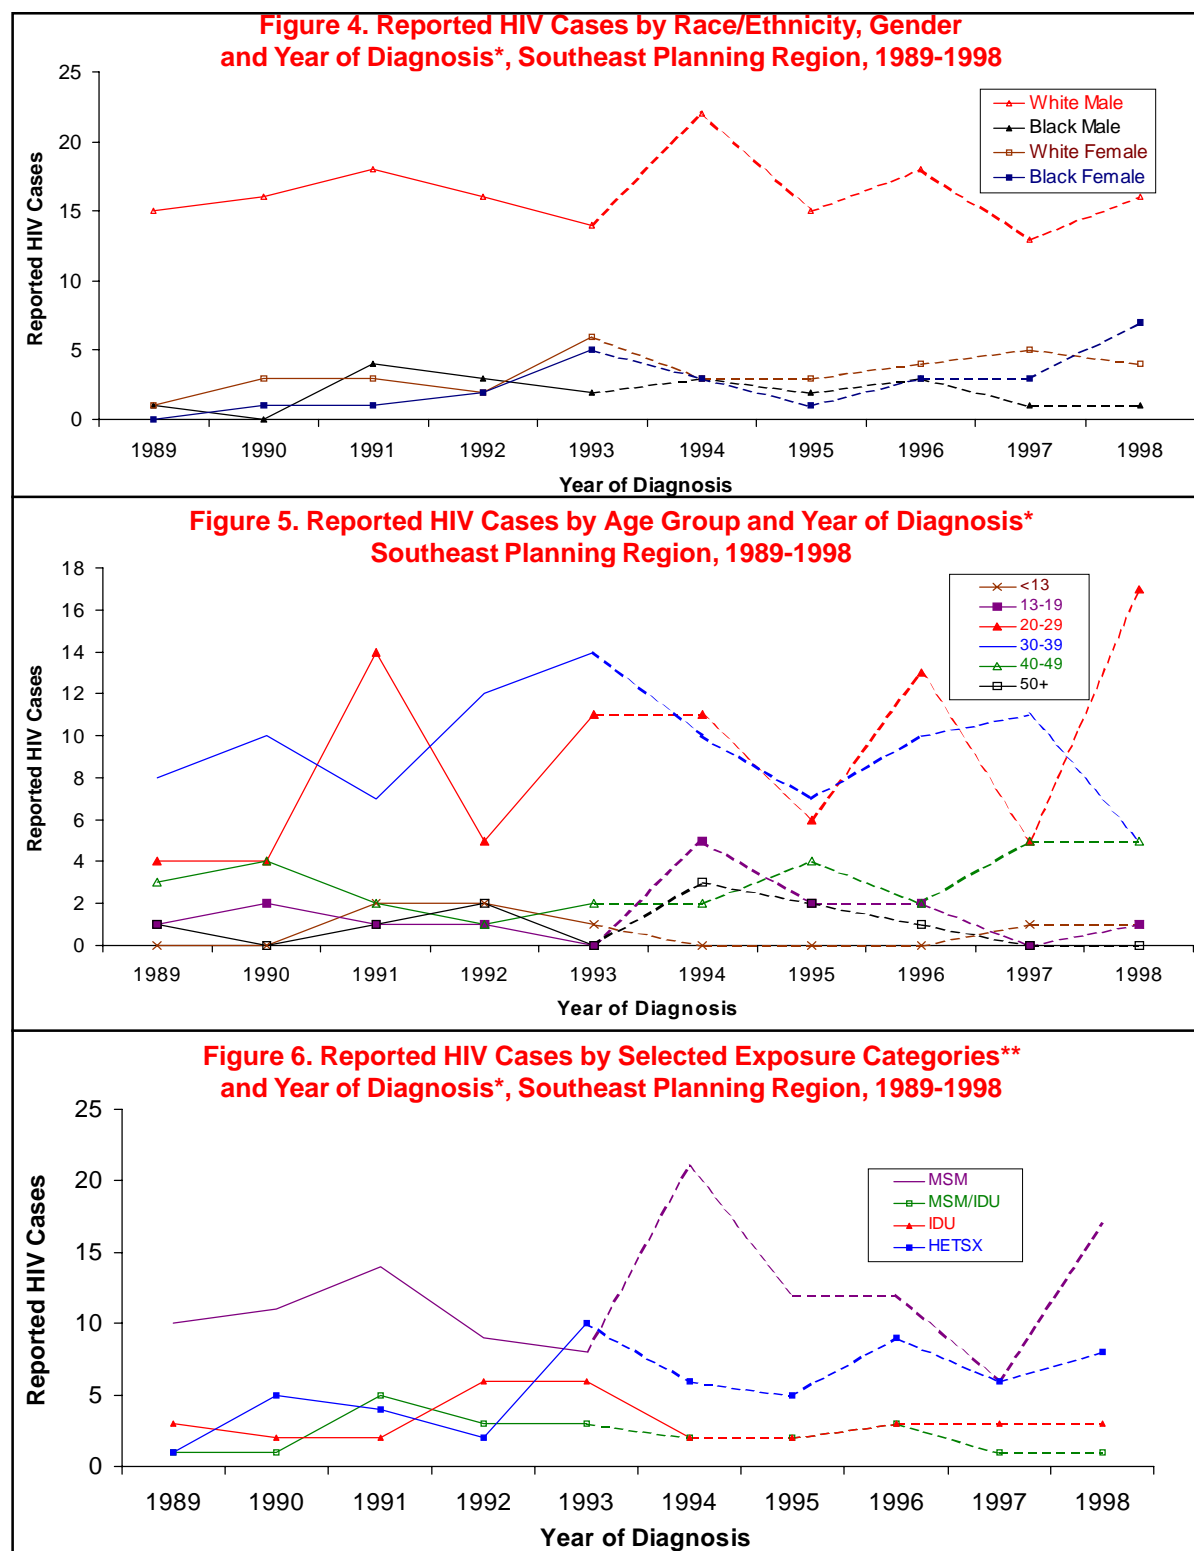 Figure 4. Reported HIV Cases by Race/Ethnicity, Gender
and Year of Diagnosis*, Southeast Planning Region, 1989-1998
25
20
15
10
5
0
Reported HIV Cases
White Male
Black Male
White Female
Black Female
1989 1990 1991 1992 1993 1994 1995 1996 1997 1998
Year of Diagnosis
Figure 5. Reported HIV Cases by Age Group and Year of Diagnosis*
Southeast Planning Region, 1989-1998
18
16
14
12
10
8
6
4
2
0
Reported HIV Cases
<13
13-19
20-29
30-39
40-49
50+
1989 1990 1991 1992 1993 1994 1995 1996 1997 1998
Year of Diagnosis
Figure 6. Reported HIV Cases by Selected Exposure Categories**
and Year of Diagnosis*, Southeast Planning Region, 1989-1998
25
20
15
10
5
0
Reported HIV Cases
MSM
MSM/IDU
IDU
HETSX
1989 1990 1991 1992 1993 1994 1995 1996 1997 1998
Year of Diagnosis